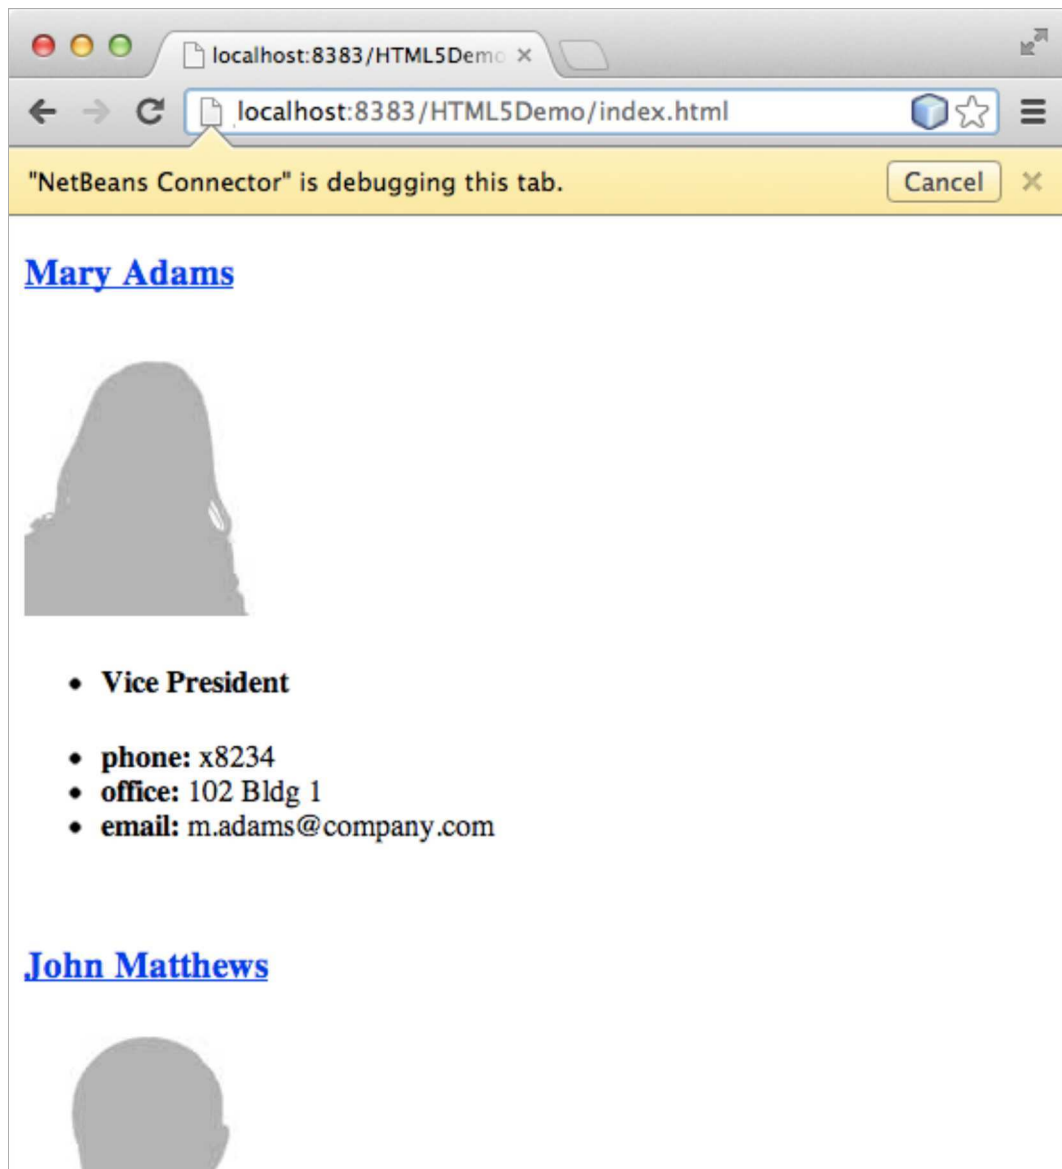 localhost:8383/HTML5Demo
localhost:8383/HTML5Demo/index.html
"NetBeans Connector" is debugging this tab.
Cancel
Mary Adams
Vice President
phone: x8234
office: 102 Bldg 1
email: m.adams@company.com
John Matthews